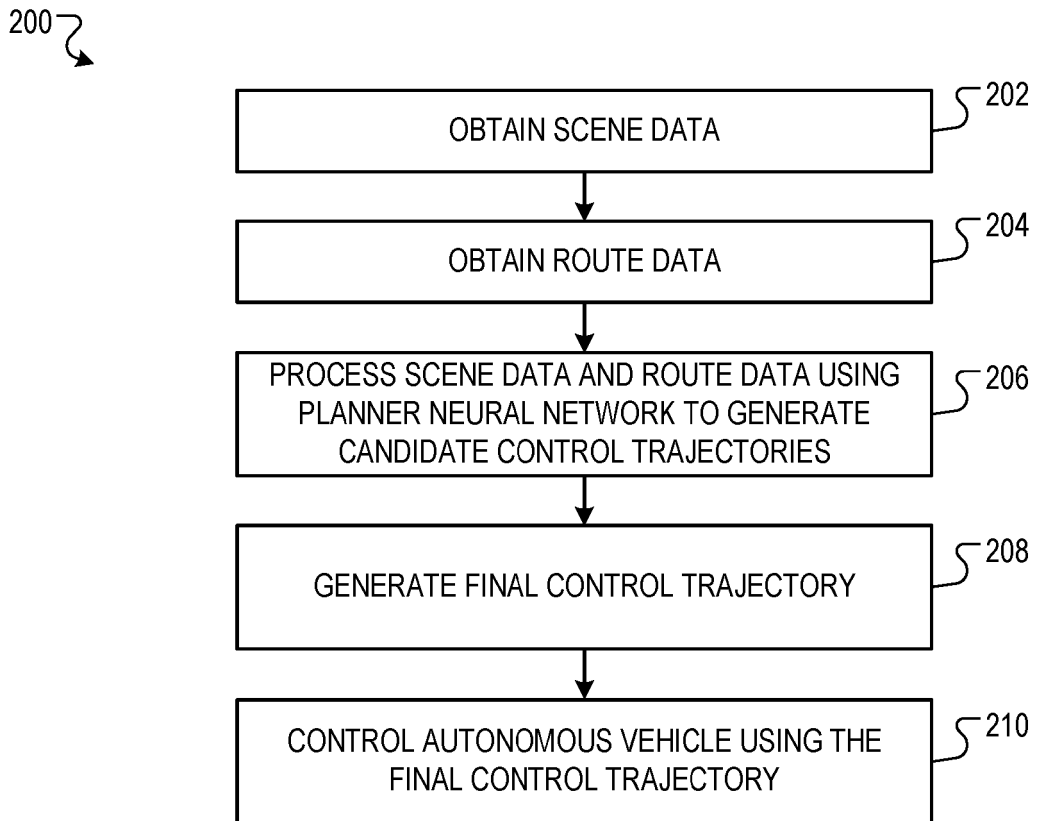 200
OBTAIN SCENE DATA
202
OBTAIN ROUTE DATA
204
PROCESS SCENE DATA AND ROUTE DATA USING
PLANNER NEURAL NETWORK TO GENERATE
CANDIDATE CONTROL TRAJECTORIES
206
GENERATE FINAL CONTROL TRAJECTORY
208
CONTROL AUTONOMOUS VEHICLE USING THE
FINAL CONTROL TRAJECTORY
210